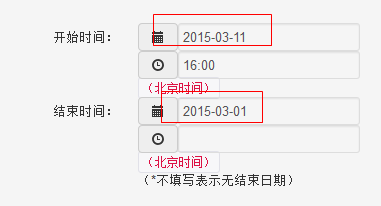 开始时间：
2015-03-11
16:00
（北京时间）
结束时间：
2015-03-01
（北京时间）
（*不填写表示无结束日期）